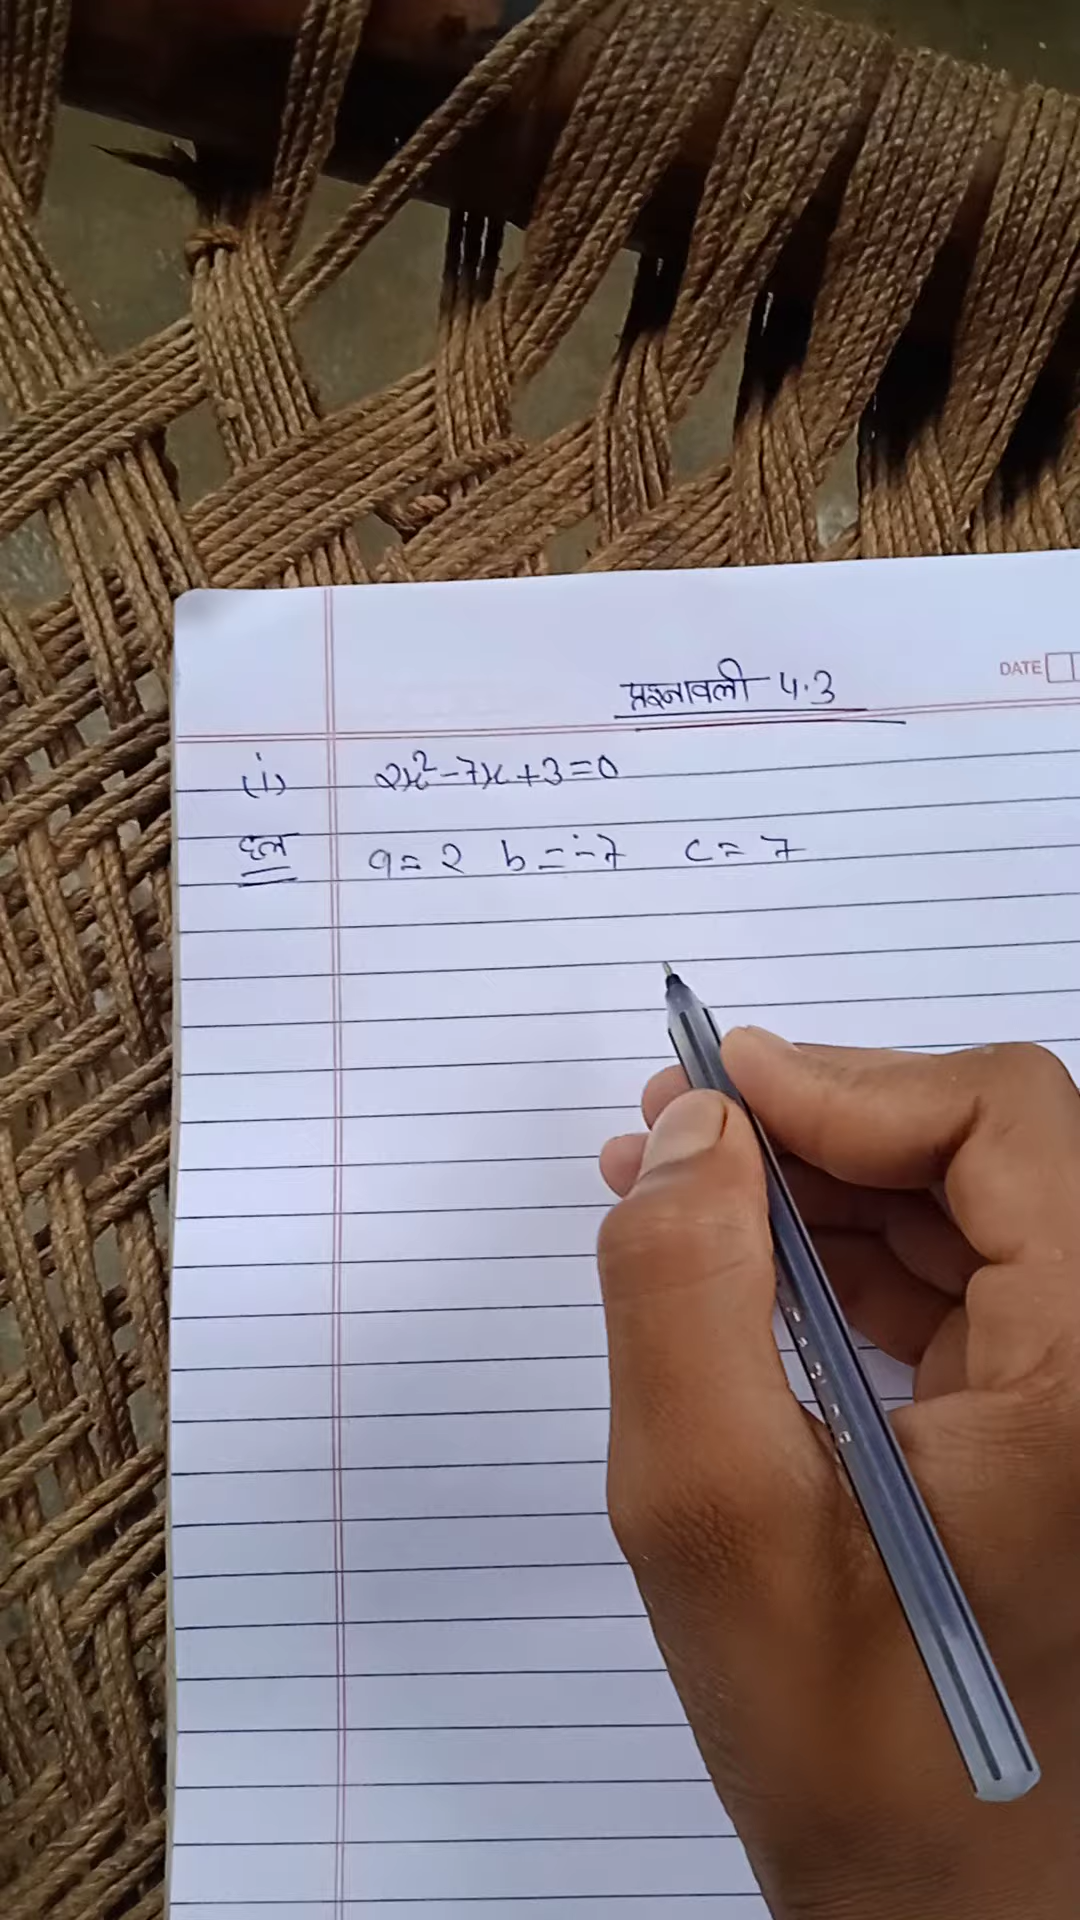 प्रश्नावली 4.3
DATE
(i) 2x²-7x+3=0
हल a=2 b=-7 c=7